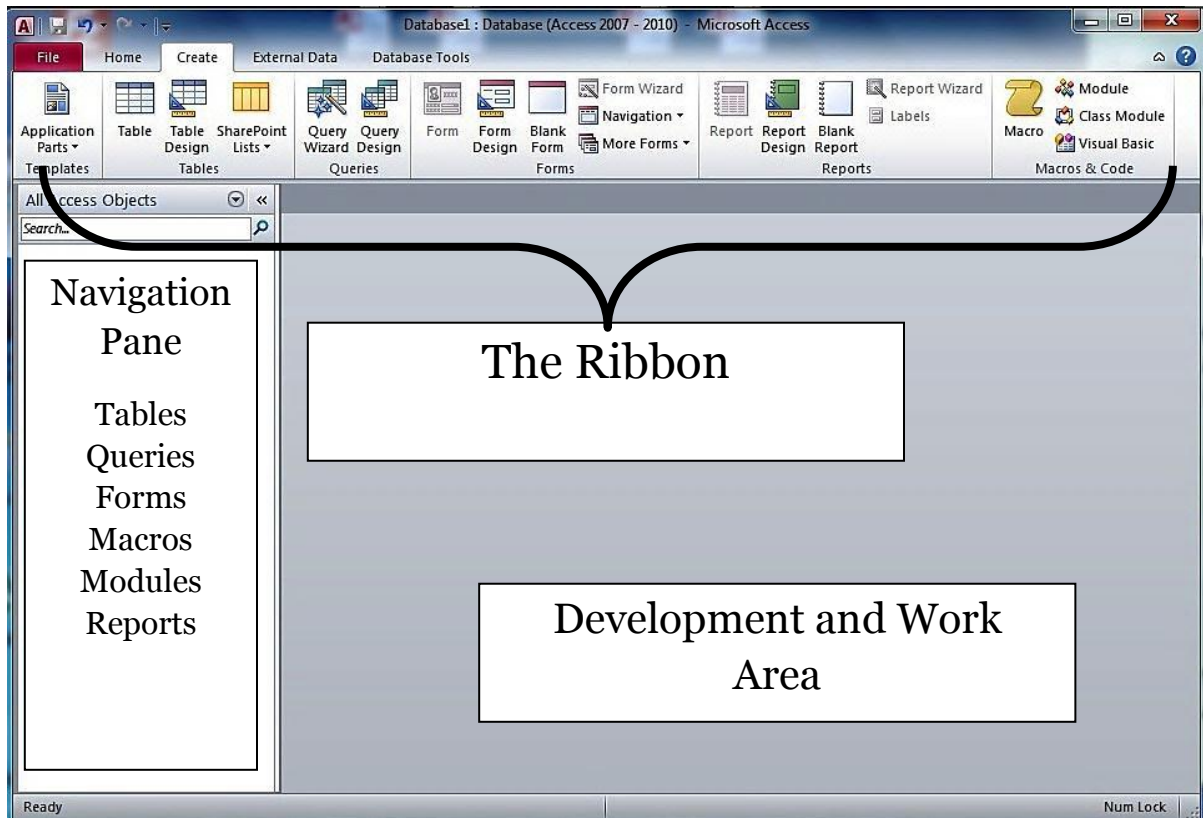 Database1 : Database (Access 2007 - 2010) - Microsoft Access
File Home Create External Data Database Tools
Application Parts
Table
Table Design
SharePoint Lists
Templates
Tables
Query Wizard
Query Design
Queries
Form
Form Design
Blank Form
Form Wizard
Navigation
More Forms
Forms
Report
Report Design
Blank Report
Report Wizard
Labels
Reports
Macro
Module
Class Module
Visual Basic
Macros & Code
All Access Objects
Search...
Navigation
Pane
Tables
Queries
Forms
Macros
Modules
Reports
The Ribbon
Development and Work
Area
Ready
Num Lock